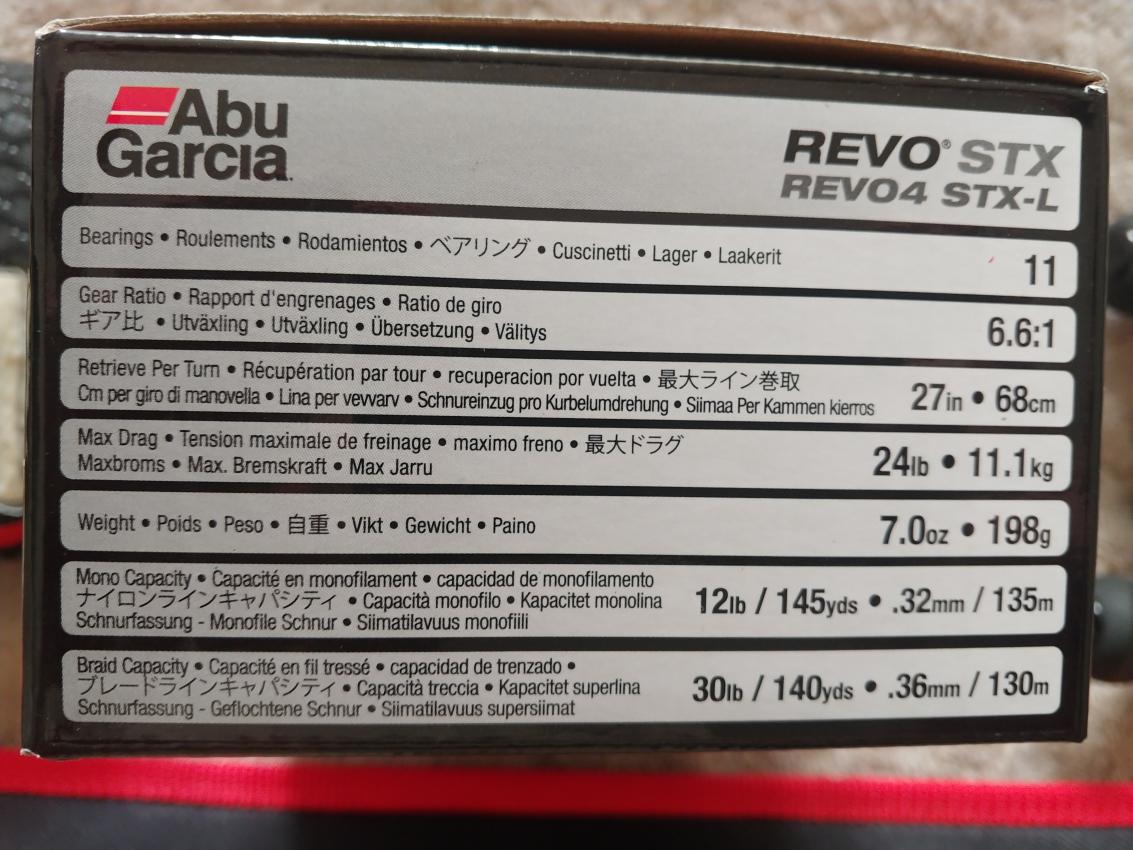 Abu
Garcia
REVO® STX
REVO4 STX-L
Bearings • Roulements • Rodamientos • ベアリング • Cuscinetti • Lager • Laakerit
11
Gear Ratio • Rapport d'engrenages • Ratio de giro
ギア比 • Utväxling • Utväxling • Übersetzung • Välitys
6.6:1
Retrieve Per Turn • Récupération par tour • recuperacion por vuelta • 最大ライン巻取
Cm per giro di manovella • Lina per vevvarv • Schnureinzug pro Kurbelumdrehung • Siimaa Per Kammen kierros
27in • 68cm
Max Drag • Tension maximale de freinage • maximo freno • 最大ドラグ
Maxbroms • Max. Bremskraft • Max Jarru
24lb • 11.1kg
Weight • Poids • Peso • 自重 • Vikt • Gewicht • Paino
7.0oz • 198g
Mono Capacity • Capacité en monofilament • capacidad de monofilamento
ナイロンラインキャパシティ • Capacità monofilo • Kapacitet monolina
Schnurfassung - Monofile Schnur • Siimatilavuus monofiili
12lb / 145yds • .32mm / 135m
Braid Capacity • Capacité en fil tressé • capacidad de trenzado •
ブレードラインキャパシティ • Capacità treccia • Kapacitet superlina
Schnurfassung - Geflochtene Schnur • Siimatilavuus supersiimat
30lb / 140yds • .36mm / 130m